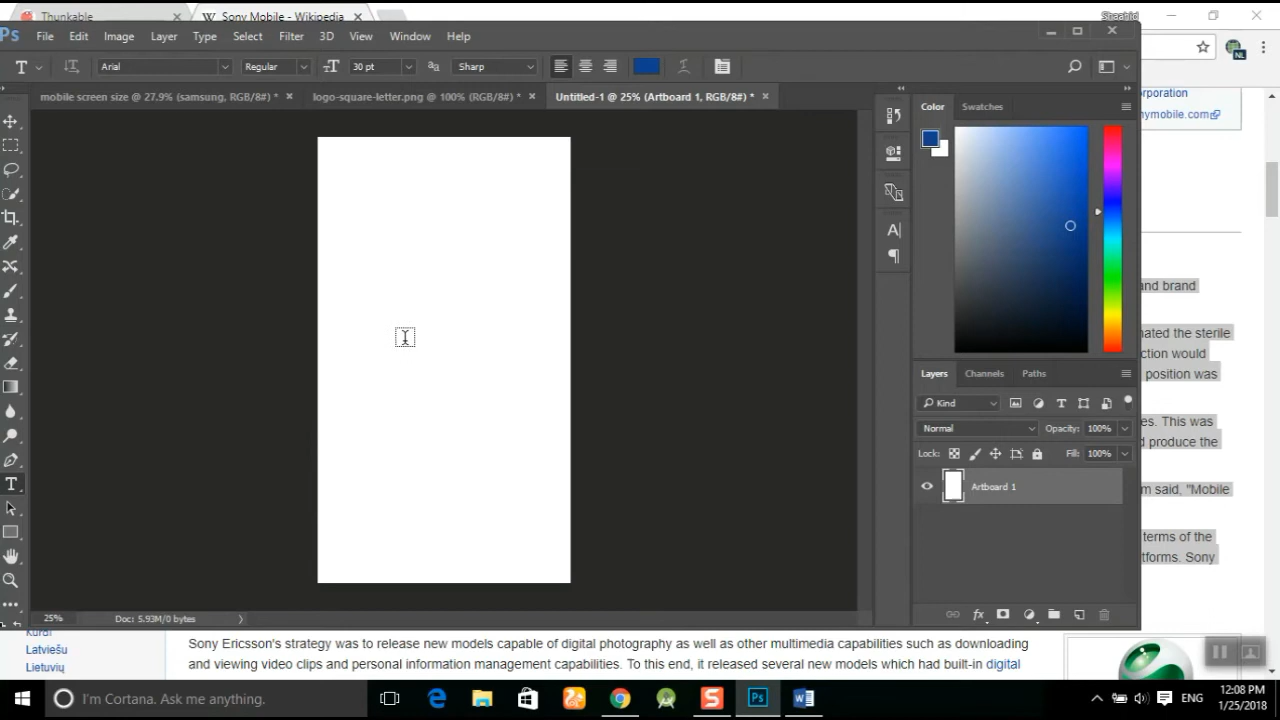 Thunkable
Sony Mobile - Wikipedia
Ps
File Edit Image Layer Type Select Filter 3D View Window Help
Arial Regular 30 pt Sharp
NL
mobile screen size @ 27.9% (samsung, RGB/8#) *
logo-square-letter.png @ 100% (RGB/8#) *
Untitled-1 @ 25% (Artboard 1, RGB/8#) *
orporation
nymobile.com
Color Swatches
and brand
nated the sterile
ction would
position was
Layers Channels Paths
Kind
es. This was
Normal Opacity: 100%
d produce the
Lock: Fill: 100%
Artboard 1
m said, "Mobile
terms of the
tforms. Sony
25% Doc: 5.93M/0 bytes
Kurdî
Latviešu
Lietuvių
Sony Ericsson's strategy was to release new models capable of digital photography as well as other multimedia capabilities such as downloading
and viewing video clips and personal information management capabilities. To this end, it released several new models which had built-in digital
I'm Cortana. Ask me anything.
ENG
12:08 PM
1/25/2018